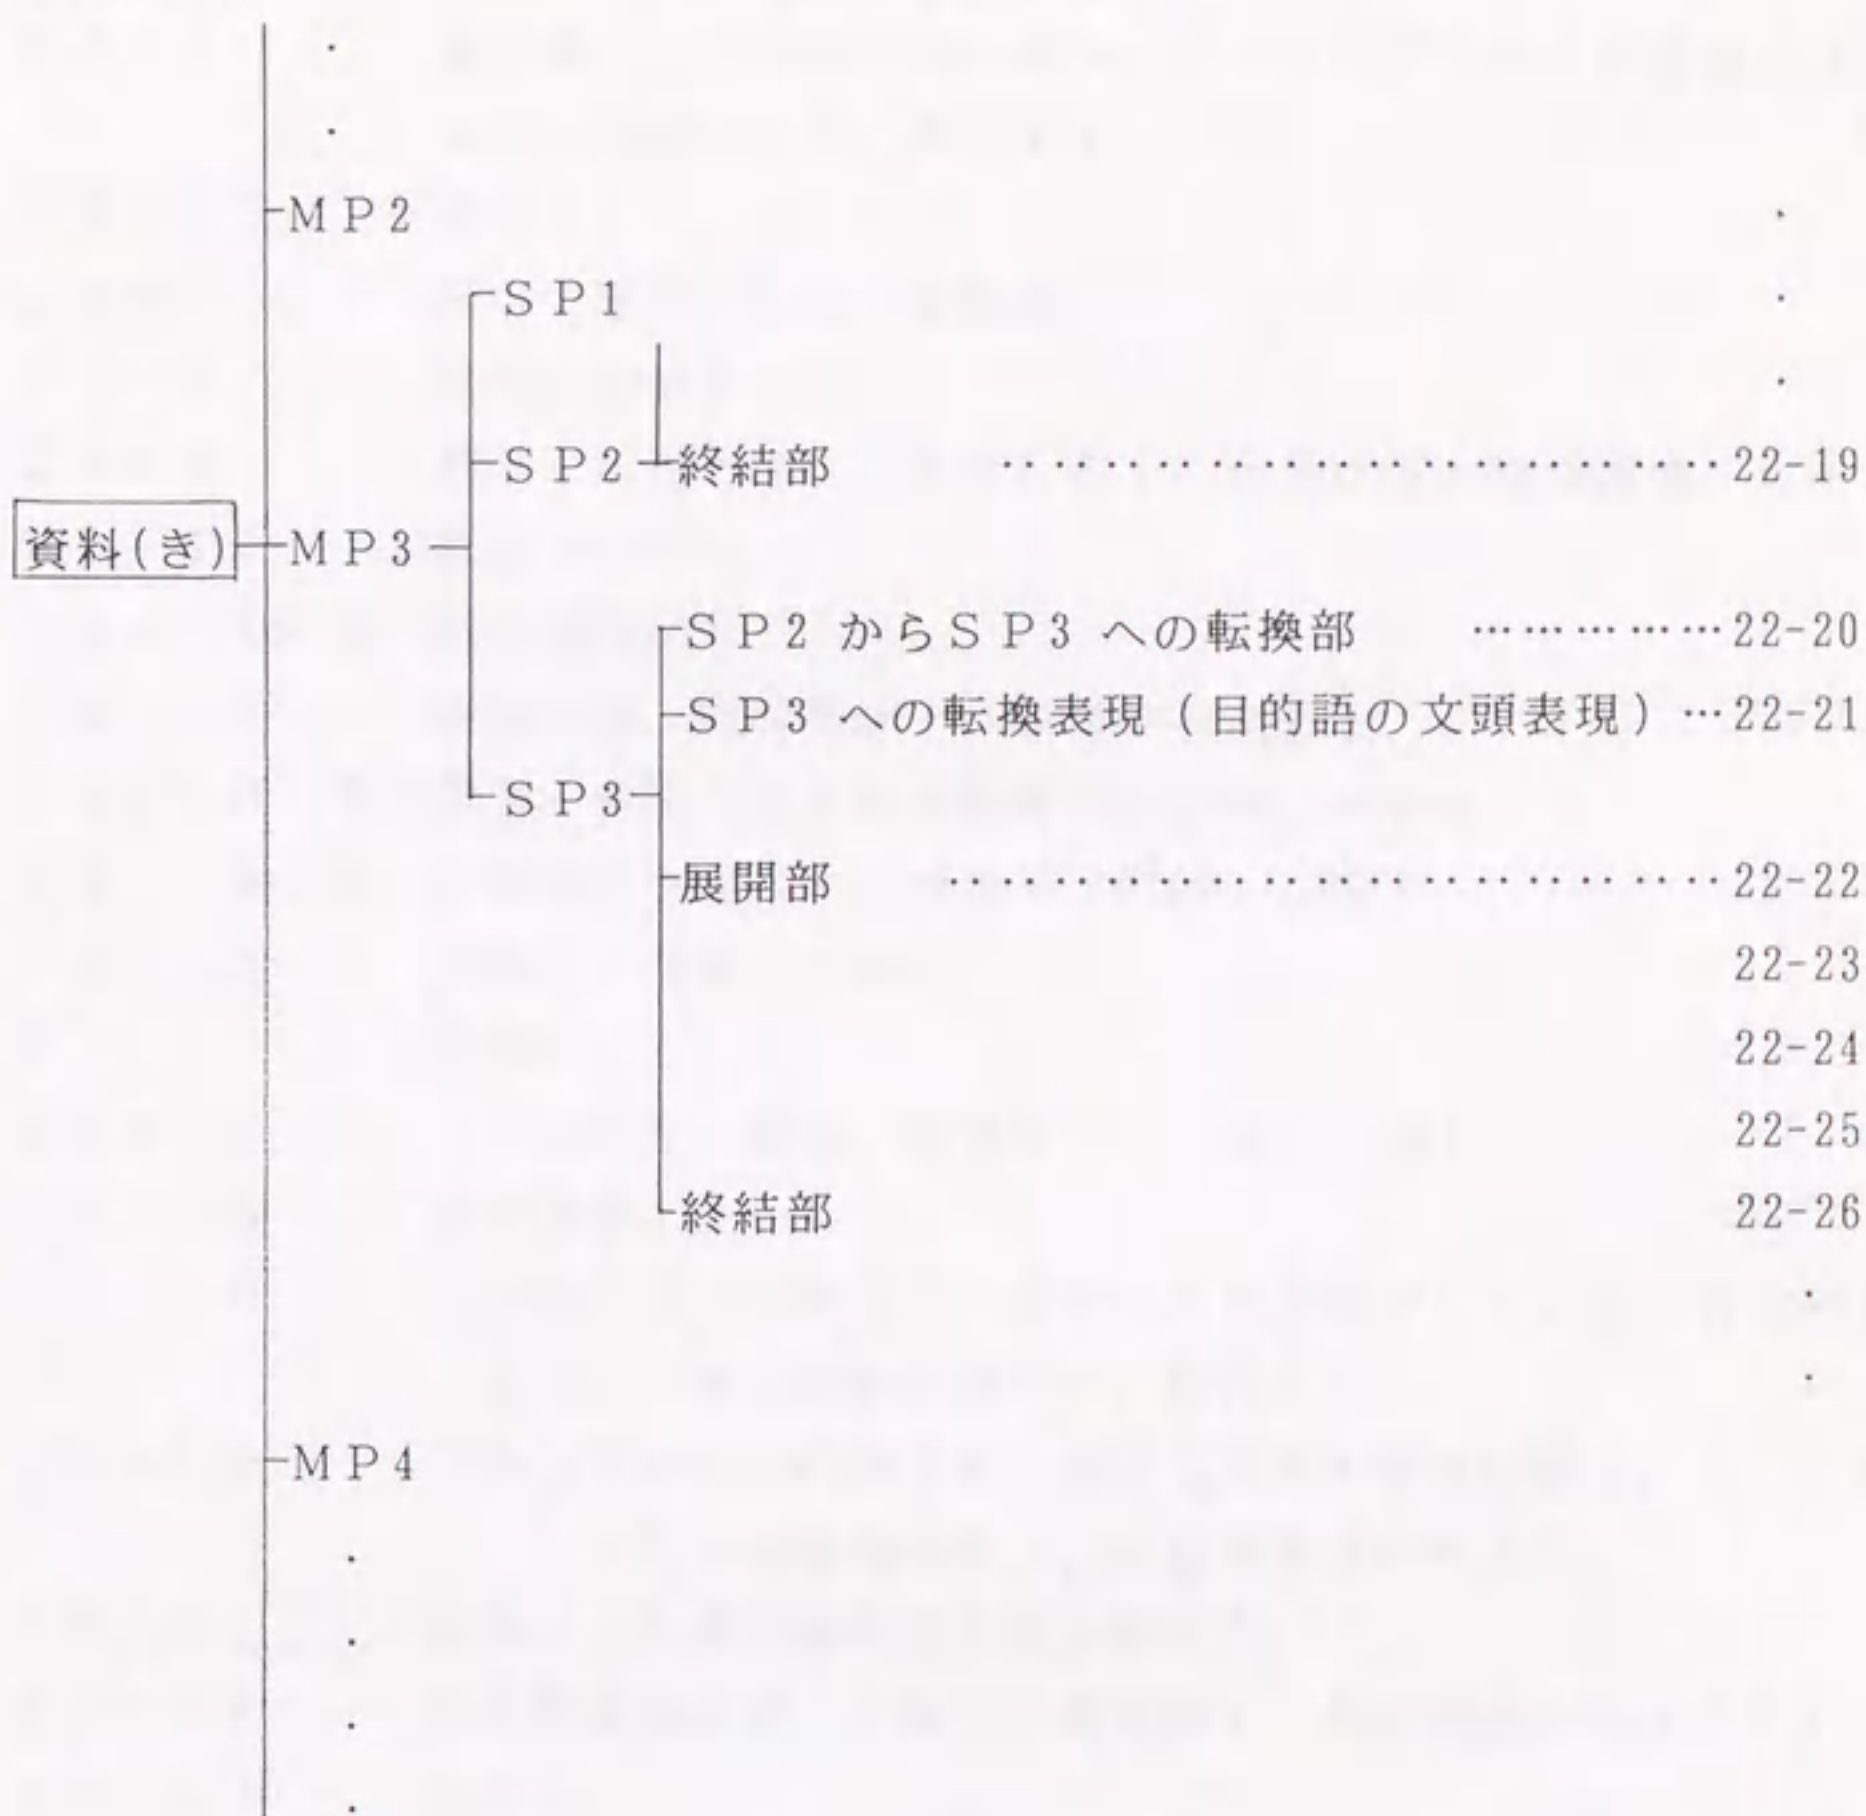 MP2
SP1
SP2 終結部 ………………………………… 22-19
資料(き) MP3
SP2 からSP3 への転換部 …………… 22-20
SP3 への転換表現（目的語の文頭表現）…22-21
SP3
展開部 ………………………………… 22-22
22-23
22-24
22-25
終結部 22-26
MP4